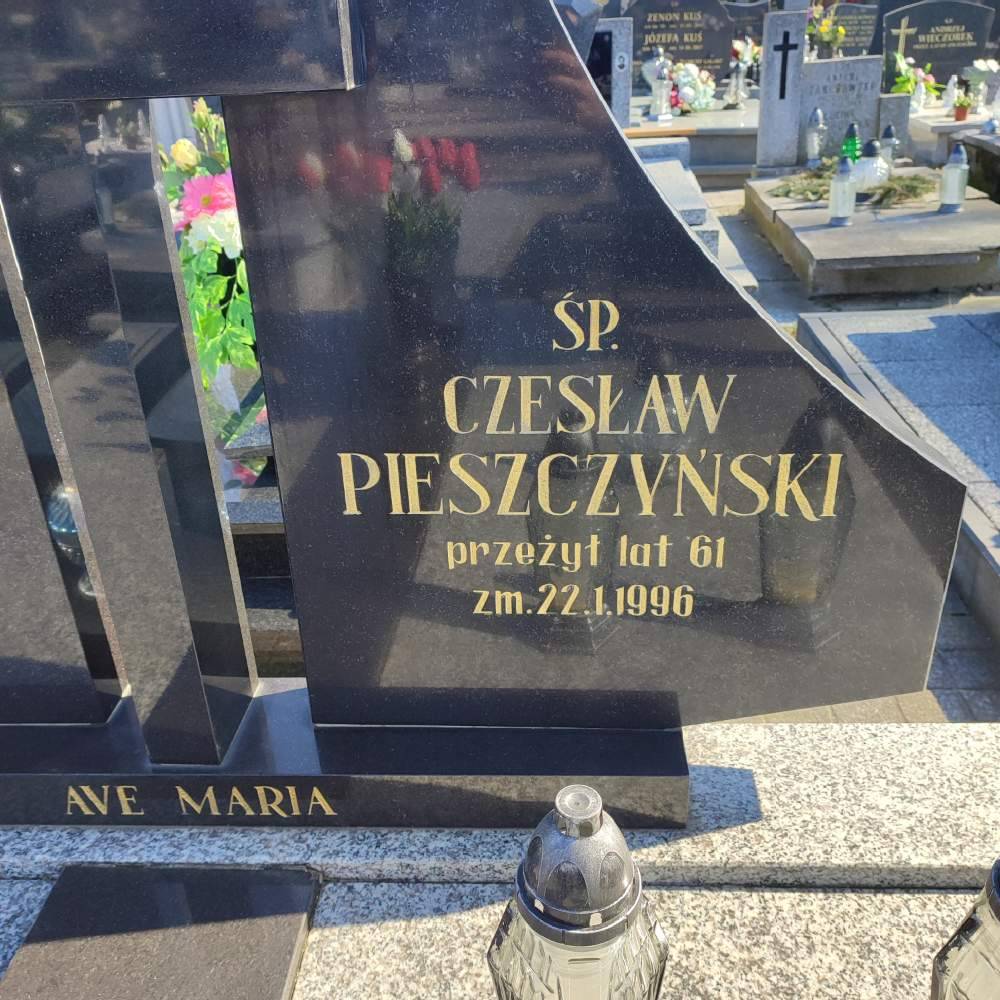 ZENON KUŚ
JÓZEFA KUŚ
ANDRZEJ
WIECZOREK
ŚP.
CZESŁAW
PIESZCZYŃSKI
przeżył lat 61
zm. 22.1.1996
AVE MARIA